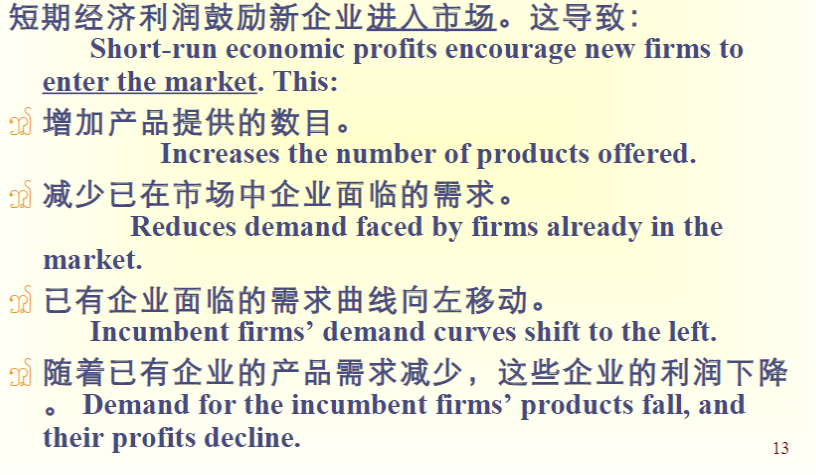 短期经济利润鼓励新企业进入市场。这导致：
Short-run economic profits encourage new firms to
enter the market. This:
增加产品提供的数目。
Increases the number of products offered.
减少已在市场中企业面临的需求。
Reduces demand faced by firms already in the
market.
已有企业面临的需求曲线向左移动。
Incumbent firms’ demand curves shift to the left.
随着已有企业的产品需求减少，这些企业的利润下降
。 Demand for the incumbent firms’ products fall, and
their profits decline.
13